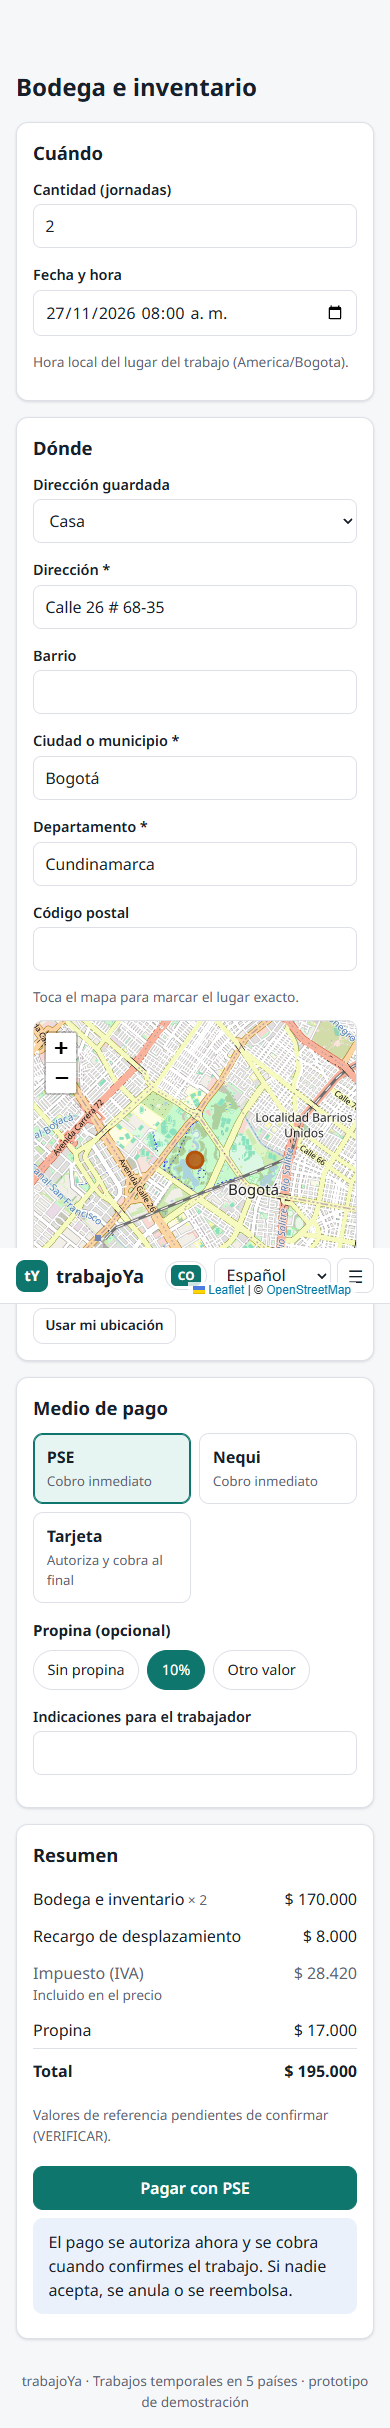 Bodega e inventario
Cuándo
Cantidad (jornadas)
2
Fecha y hora
27/11/2026 08:00 a. m.
Hora local del lugar del trabajo (America/Bogota).
Dónde
Dirección guardada
Casa
Dirección *
Calle 26 # 68-35
Barrio
Ciudad o municipio *
Bogotá
Departamento *
Cundinamarca
Código postal
Toca el mapa para marcar el lugar exacto.
+
−
Avenida Carrera 72
Localidad Barrios
Unidos
Calle 66
Avenida Calle 26
Canal San Francisco
Bogotá
tY trabajoYa CO Español ☰
Leaflet | © OpenStreetMap
Usar mi ubicación
Medio de pago
PSE
Cobro inmediato
Nequi
Cobro inmediato
Tarjeta
Autoriza y cobra al
final
Propina (opcional)
Sin propina 10% Otro valor
Indicaciones para el trabajador
Resumen
Bodega e inventario × 2 $ 170.000
Recargo de desplazamiento $ 8.000
Impuesto (IVA) $ 28.420
Incluido en el precio
Propina $ 17.000
Total $ 195.000
Valores de referencia pendientes de confirmar
(VERIFICAR).
Pagar con PSE
El pago se autoriza ahora y se cobra
cuando confirmes el trabajo. Si nadie
acepta, se anula o se reembolsa.
trabajoYa · Trabajos temporales en 5 países · prototipo
de demostración